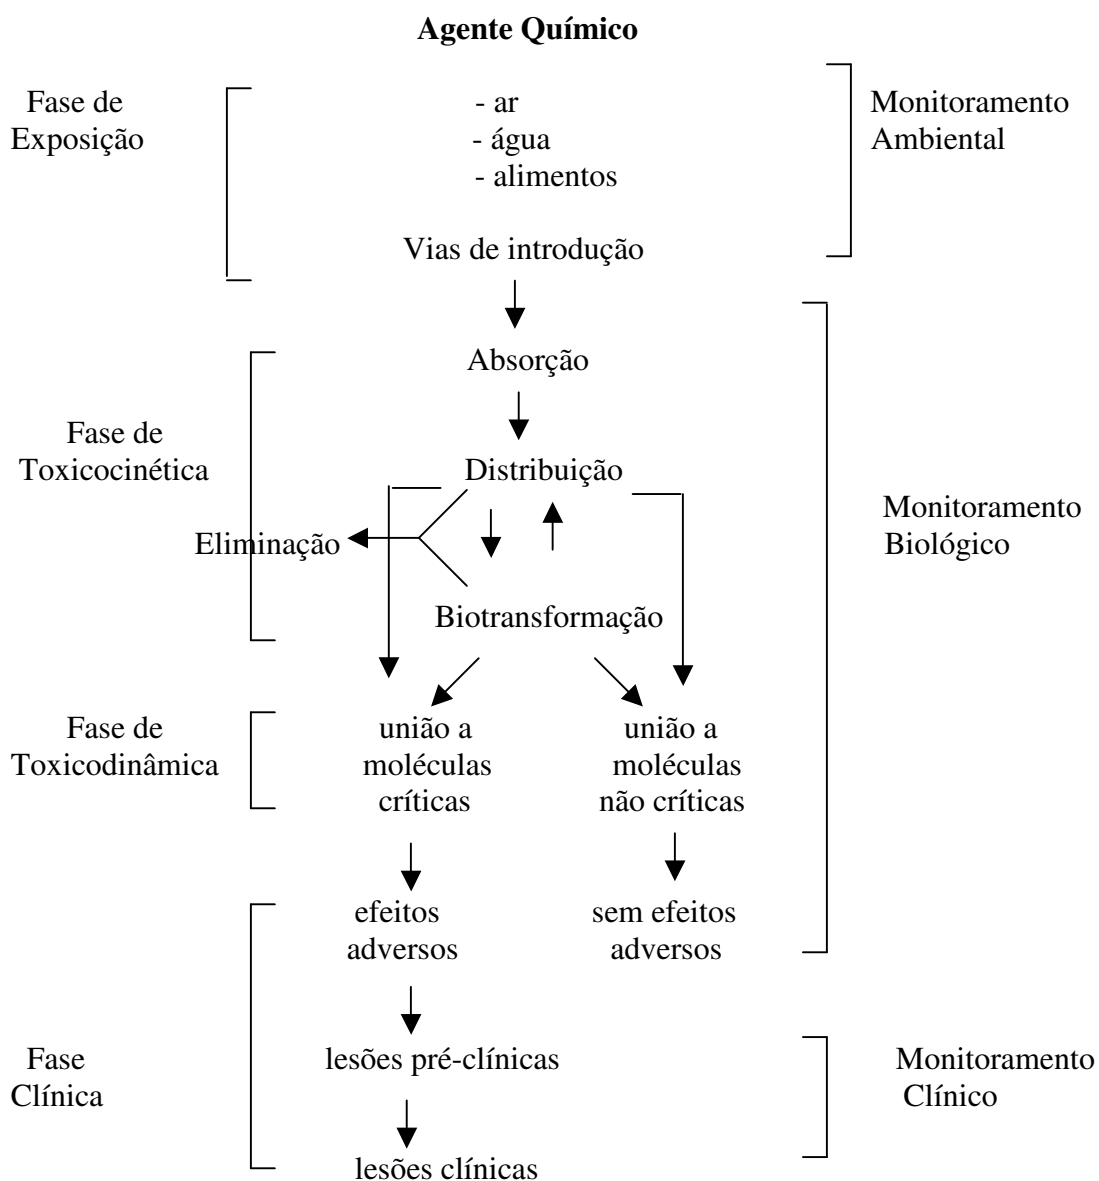 Agente Químico
Fase de
Exposição
- ar
- água
- alimentos
Vias de introdução
Monitoramento
Ambiental
Absorção
Fase de
Toxicocinética
Distribuição
Eliminação
Biotransformação
Monitoramento
Biológico
Fase de
Toxicodinâmica
união a
moléculas
críticas
união a
moléculas
não críticas
efeitos
adversos
sem efeitos
adversos
Fase
Clínica
lesões pré-clínicas
lesões clínicas
Monitoramento
Clínico